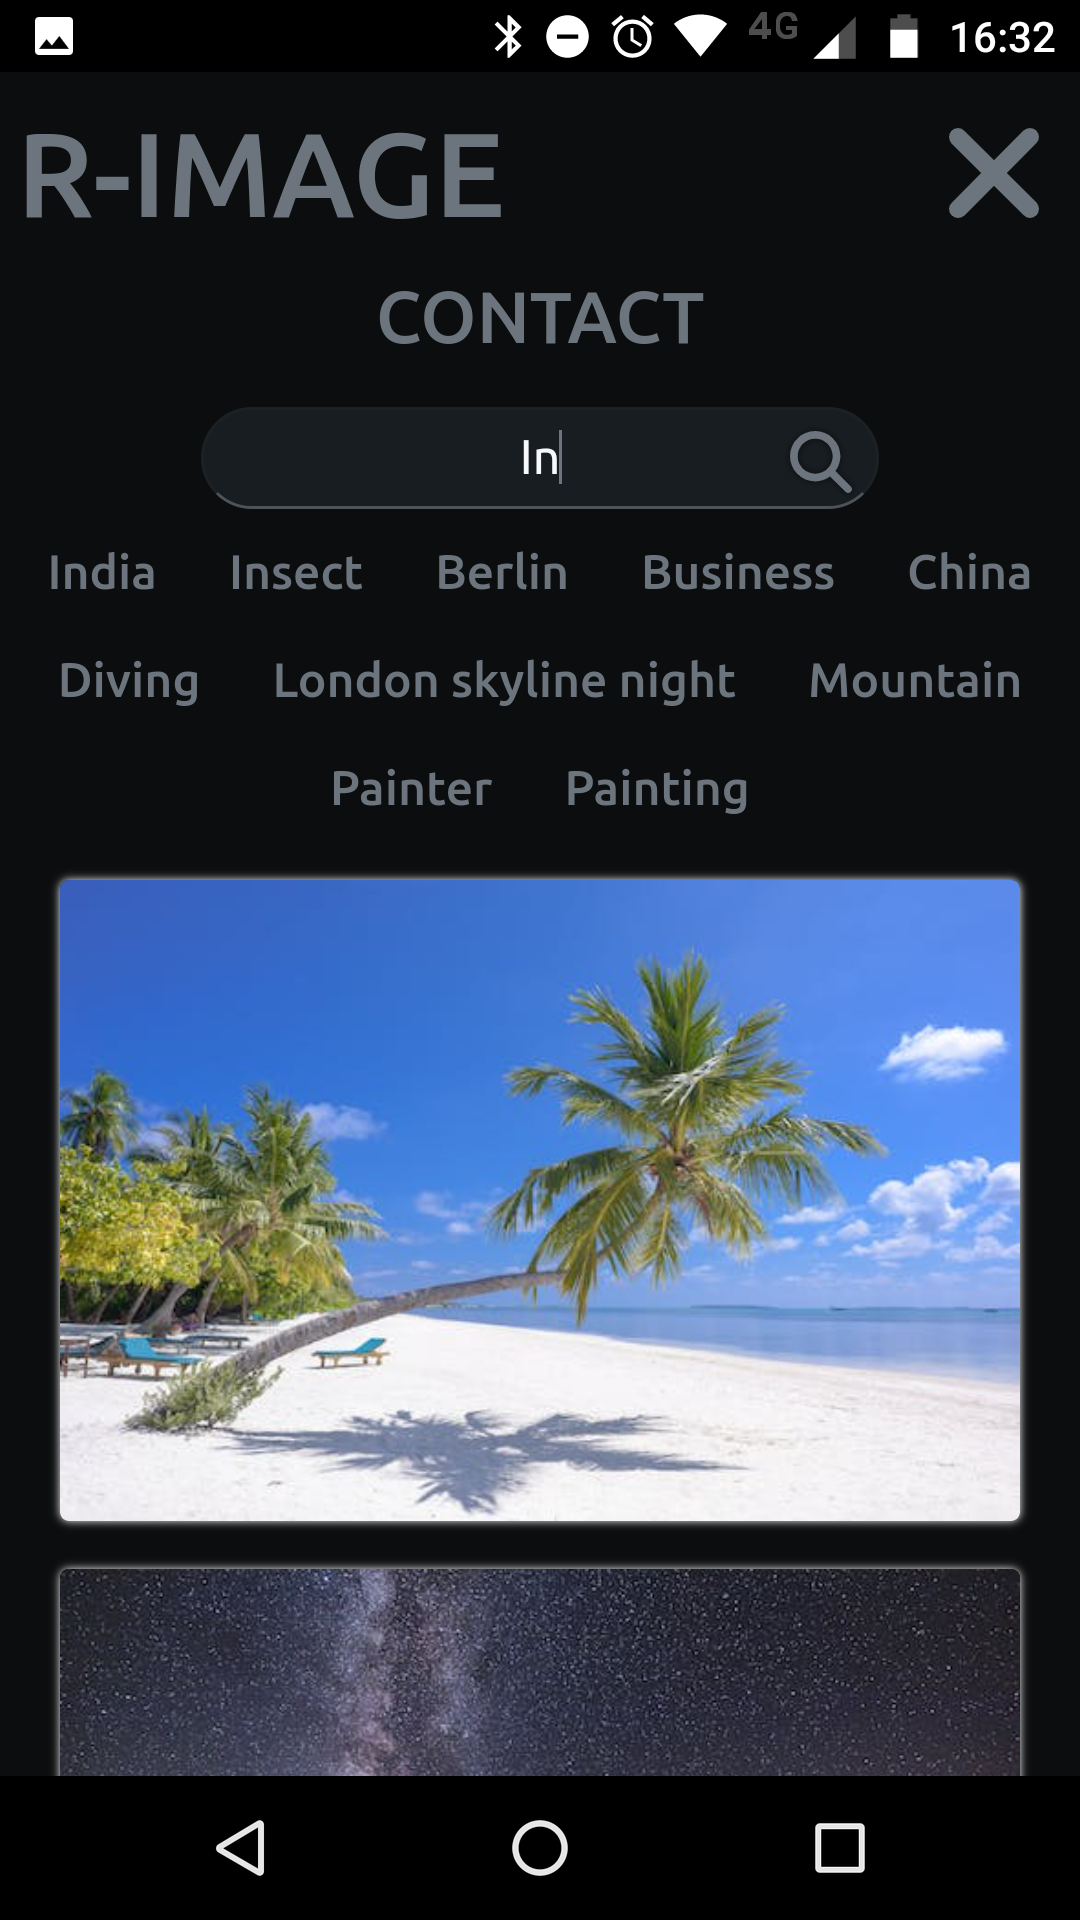 4G 16:32
R-IMAGE
CONTACT
In
India Insect Berlin Business China
Diving London skyline night Mountain
Painter Painting